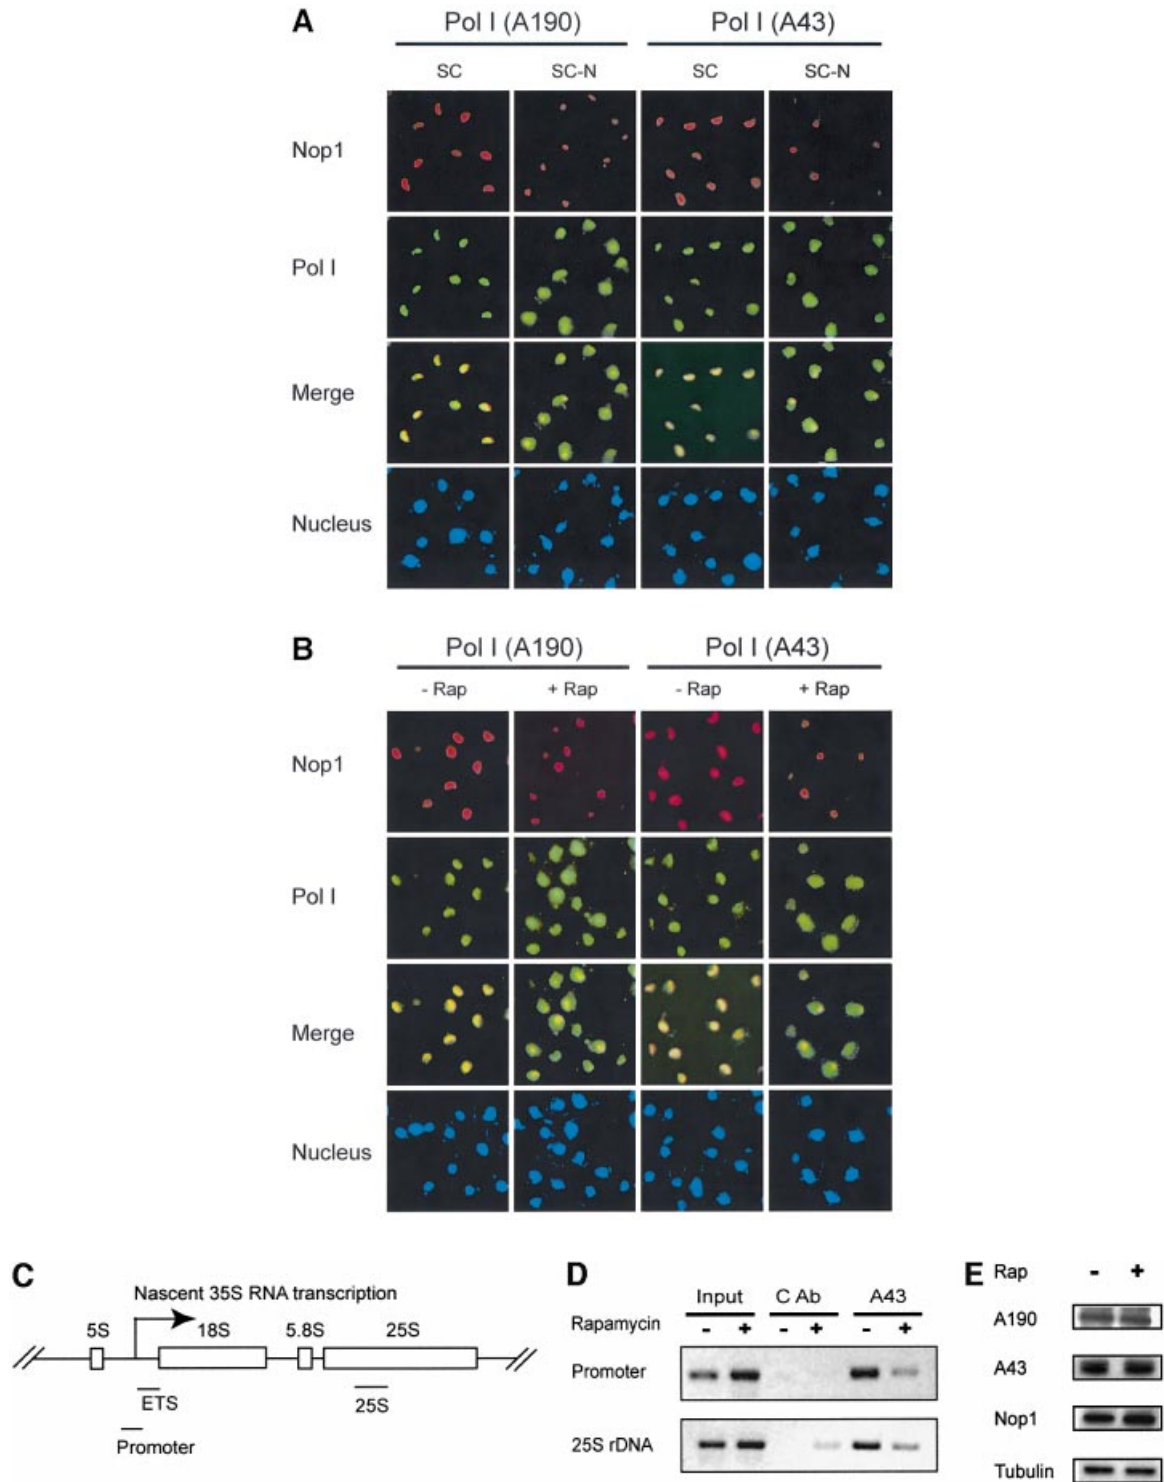 A
Pol I (A190) Pol I (A43)
SC SC-N SC SC-N
Nop1
Pol I
Merge
Nucleus
B
Pol I (A190) Pol I (A43)
- Rap + Rap - Rap + Rap
Nop1
Pol I
Merge
Nucleus
C
Nascent 35S RNA transcription
5S 18S 5.8S 25S
ETS 25S
Promoter
D
Input C Ab A43
Rapamycin - + - + - +
Promoter
25S rDNA
E Rap - +
A190
A43
Nop1
Tubulin